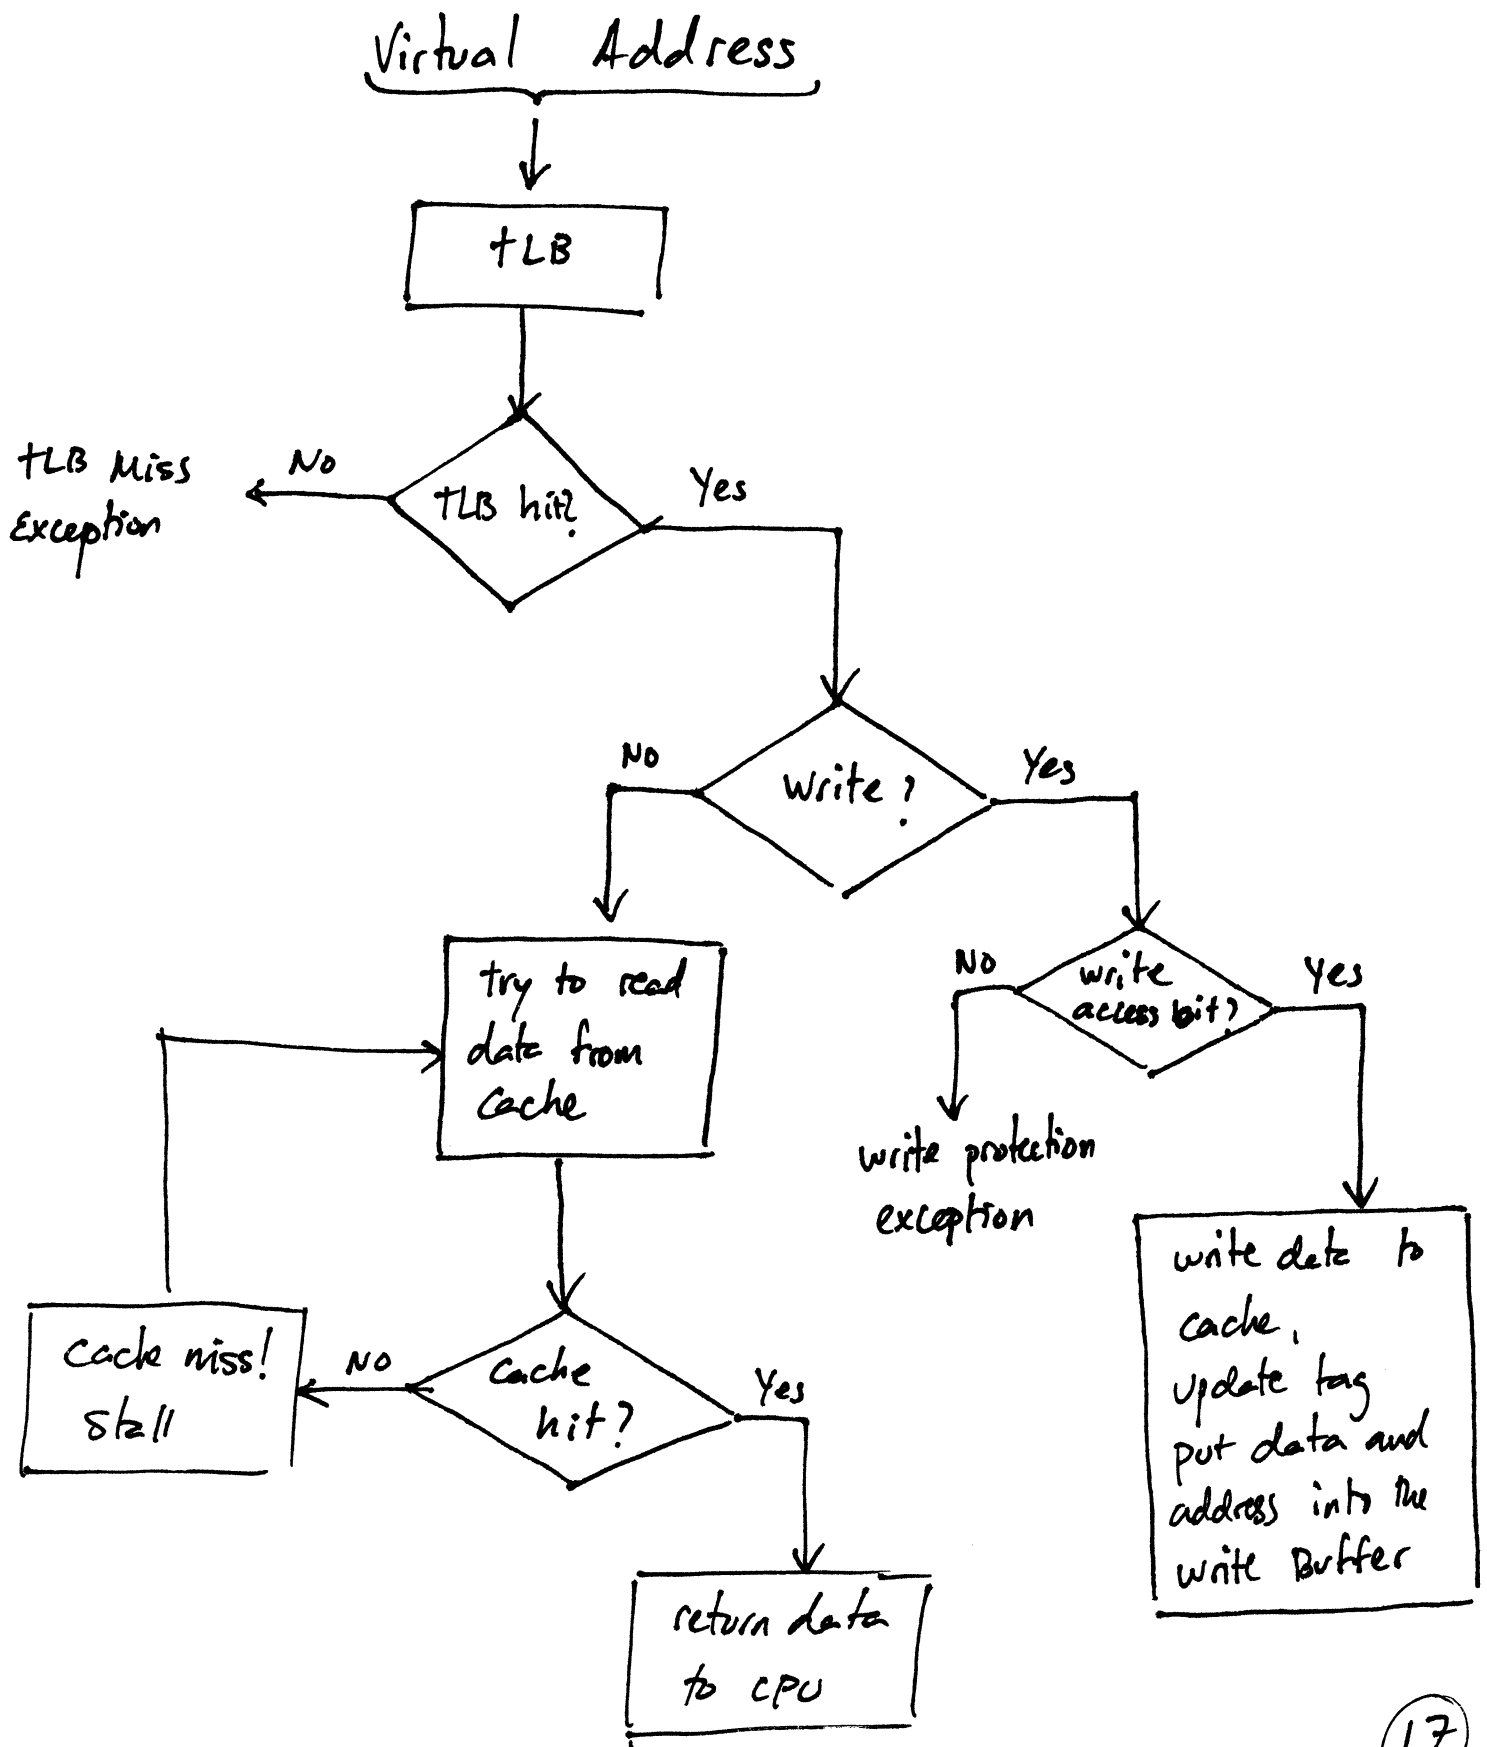 Virtual Address
TLB
TLB Miss
Exception
No
TLB hit?
Yes
No
Write?
Yes
try to read
data from
Cache
No
write
access bit?
Yes
write protection
exception
write data to
cache,
update tag
put data and
address into the
write Buffer
Cache miss!
Stall
No
Cache
hit?
Yes
return data
to CPU
17